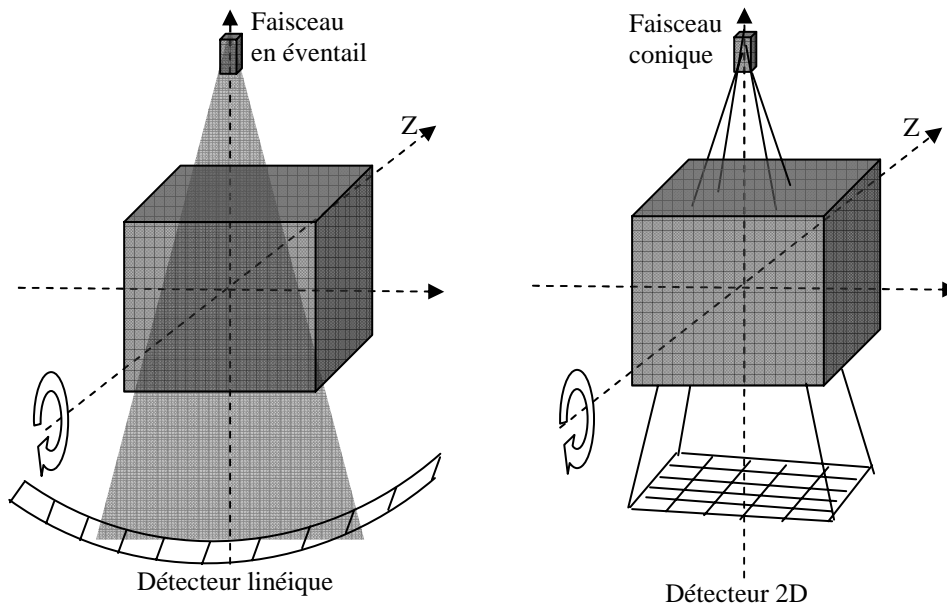 Faisceau
en éventail
Z
Détecteur linéique
Faisceau
conique
Z
Détecteur 2D